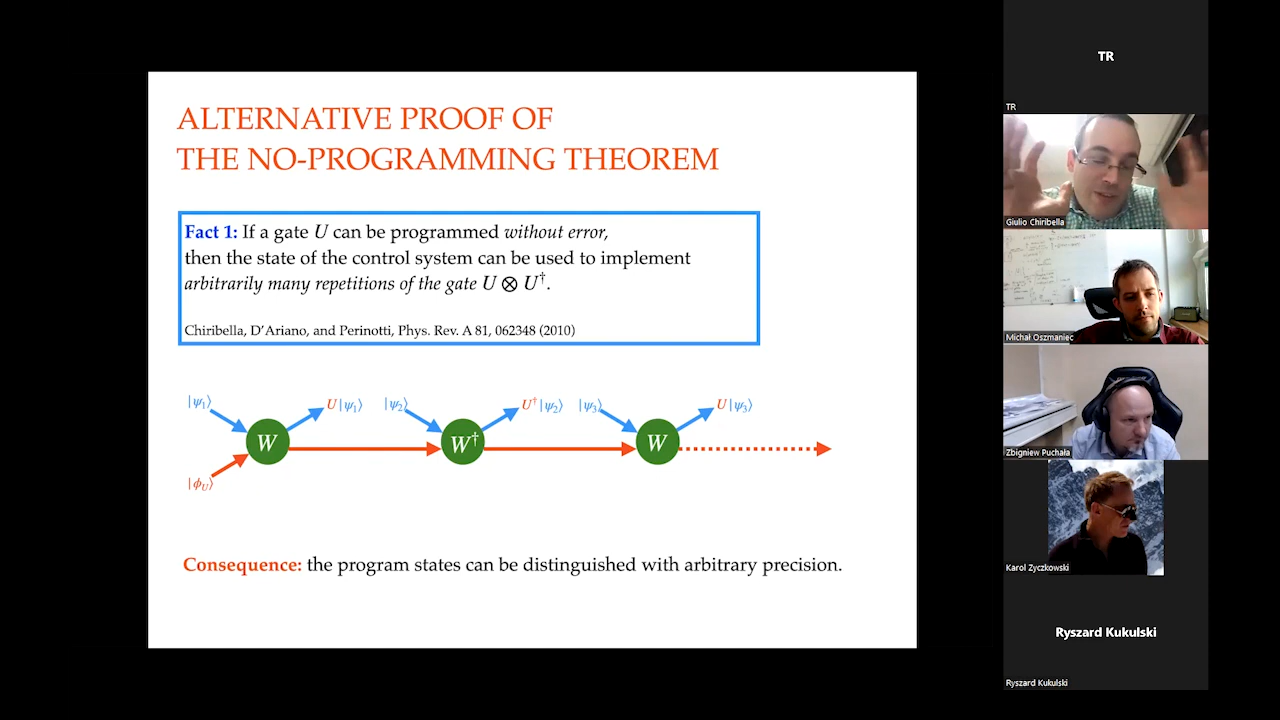 ALTERNATIVE PROOF OF
THE NO-PROGRAMMING THEOREM
Fact 1: If a gate U can be programmed without error,
then the state of the control system can be used to implement
arbitrarily many repetitions of the gate U ⊗ U†.
Chiribella, D'Ariano, and Perinotti, Phys. Rev. A 81, 062348 (2010)
|ψ₁⟩ U|ψ₁⟩ |ψ₂⟩ U†|ψ₂⟩ |ψ₃⟩ U|ψ₃⟩
W W† W
|ϕ_U⟩
Consequence: the program states can be distinguished with arbitrary precision.
TR
TR
Giulio Chiribella
Michał Oszmaniec
Zbigniew Puchała
Karol Zyczkowski
Ryszard Kukulski
Ryszard Kukulski